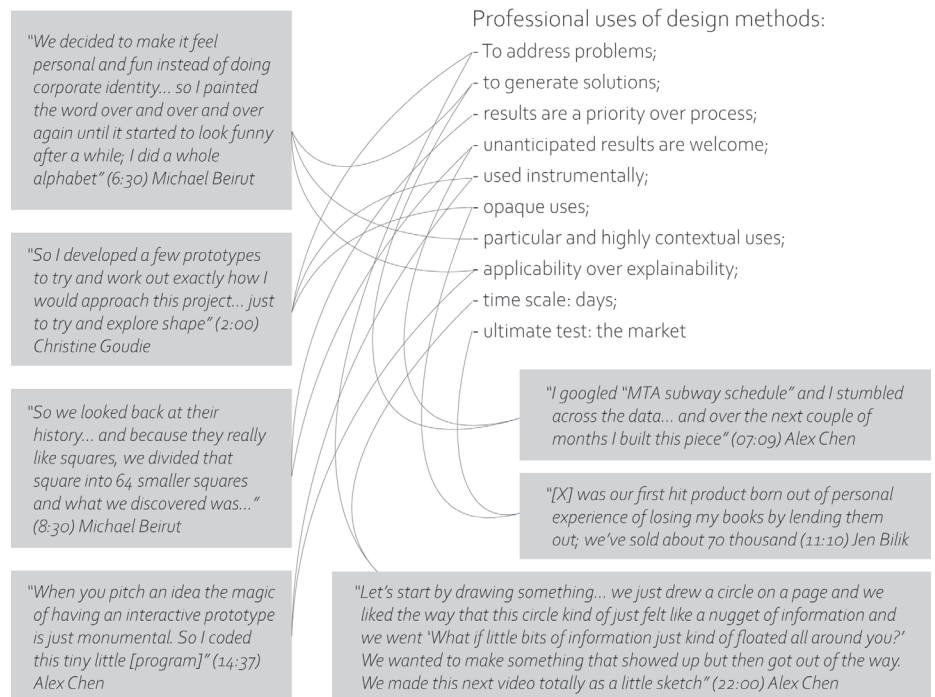 Professional uses of design methods:
- To address problems;
- to generate solutions;
- results are a priority over process;
- unanticipated results are welcome;
- used instrumentally;
- opaque uses;
- particular and highly contextual uses;
- applicability over explainability;
- time scale: days;
- ultimate test: the market
"We decided to make it feel
personal and fun instead of doing
corporate identity... so I painted
the word over and over and over
again until it started to look funny
after a while; I did a whole
alphabet" (6:30) Michael Beirut
"So I developed a few prototypes
to try and work out exactly how I
would approach this project... just
to try and explore shape" (2:00)
Christine Goudie
"So we looked back at their
history... and because they really
like squares, we divided that
square into 64 smaller squares
and what we discovered was..."
(8:30) Michael Beirut
"When you pitch an idea the magic
of having an interactive prototype
is just monumental. So I coded
this tiny little [program]" (14:37)
Alex Chen
"I googled "MTA subway schedule" and I stumbled
across the data... and over the next couple of
months I built this piece" (07:09) Alex Chen
"[X] was our first hit product born out of personal
experience of losing my books by lending them
out; we've sold about 70 thousand (11:10) Jen Bilik
"Let's start by drawing something... we just drew a circle on a page and we
liked the way that this circle kind of just felt like a nugget of information and
we went 'What if little bits of information just kind of floated all around you?'
We wanted to make something that showed up but then got out of the way.
We made this next video totally as a little sketch" (22:00) Alex Chen